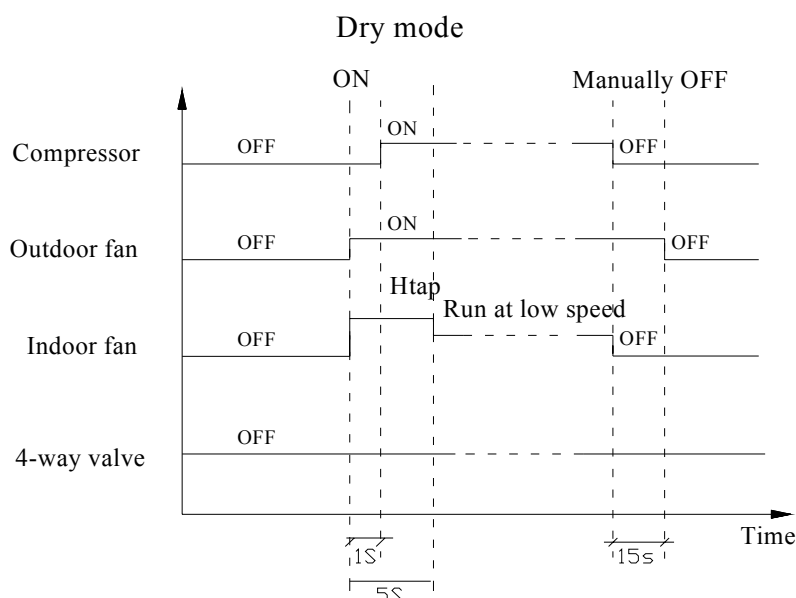 Dry mode
ON
Manually OFF
Compressor
OFF
ON
OFF
Outdoor fan
OFF
ON
OFF
Htap
Run at low speed
Indoor fan
OFF
OFF
4-way valve
OFF
Time
1S
15s
5S